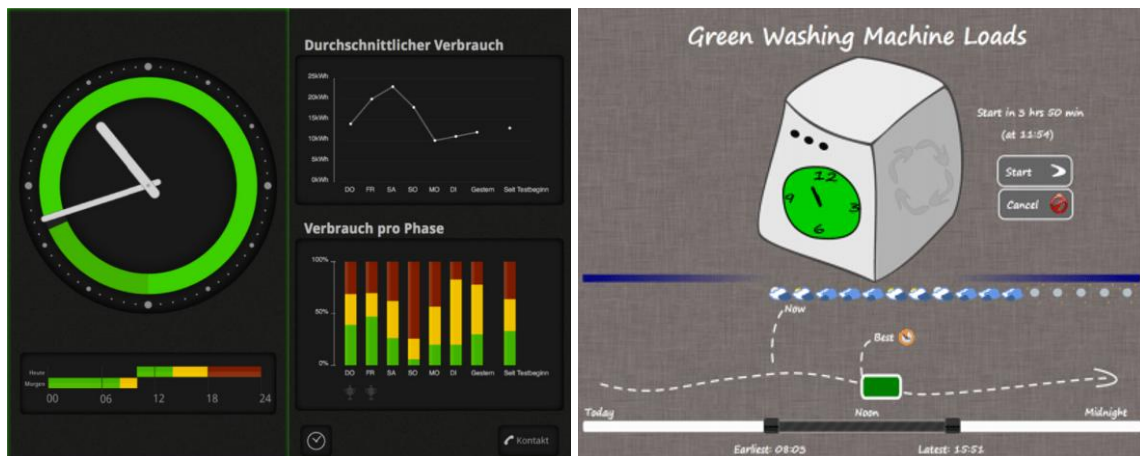 Durchschnittlicher Verbrauch
25kWh
20kWh
15kWh
10kWh
5kWh
0kWh
DO FR SA SO MO DI Gestern Seit Testbeginn
Verbrauch pro Phase
100%
50%
0%
DO FR SA SO MO DI Gestern Seit Testbeginn
Heute
Morgen
00 06 12 18 24
Kontakt
Green Washing Machine Loads
Start in 3 hrs 50 min
(at 11:54)
Start
Cancel
12
9 3
6
Now
Best
Today Noon Midnight
Earliest: 08:03 Latest: 15:51